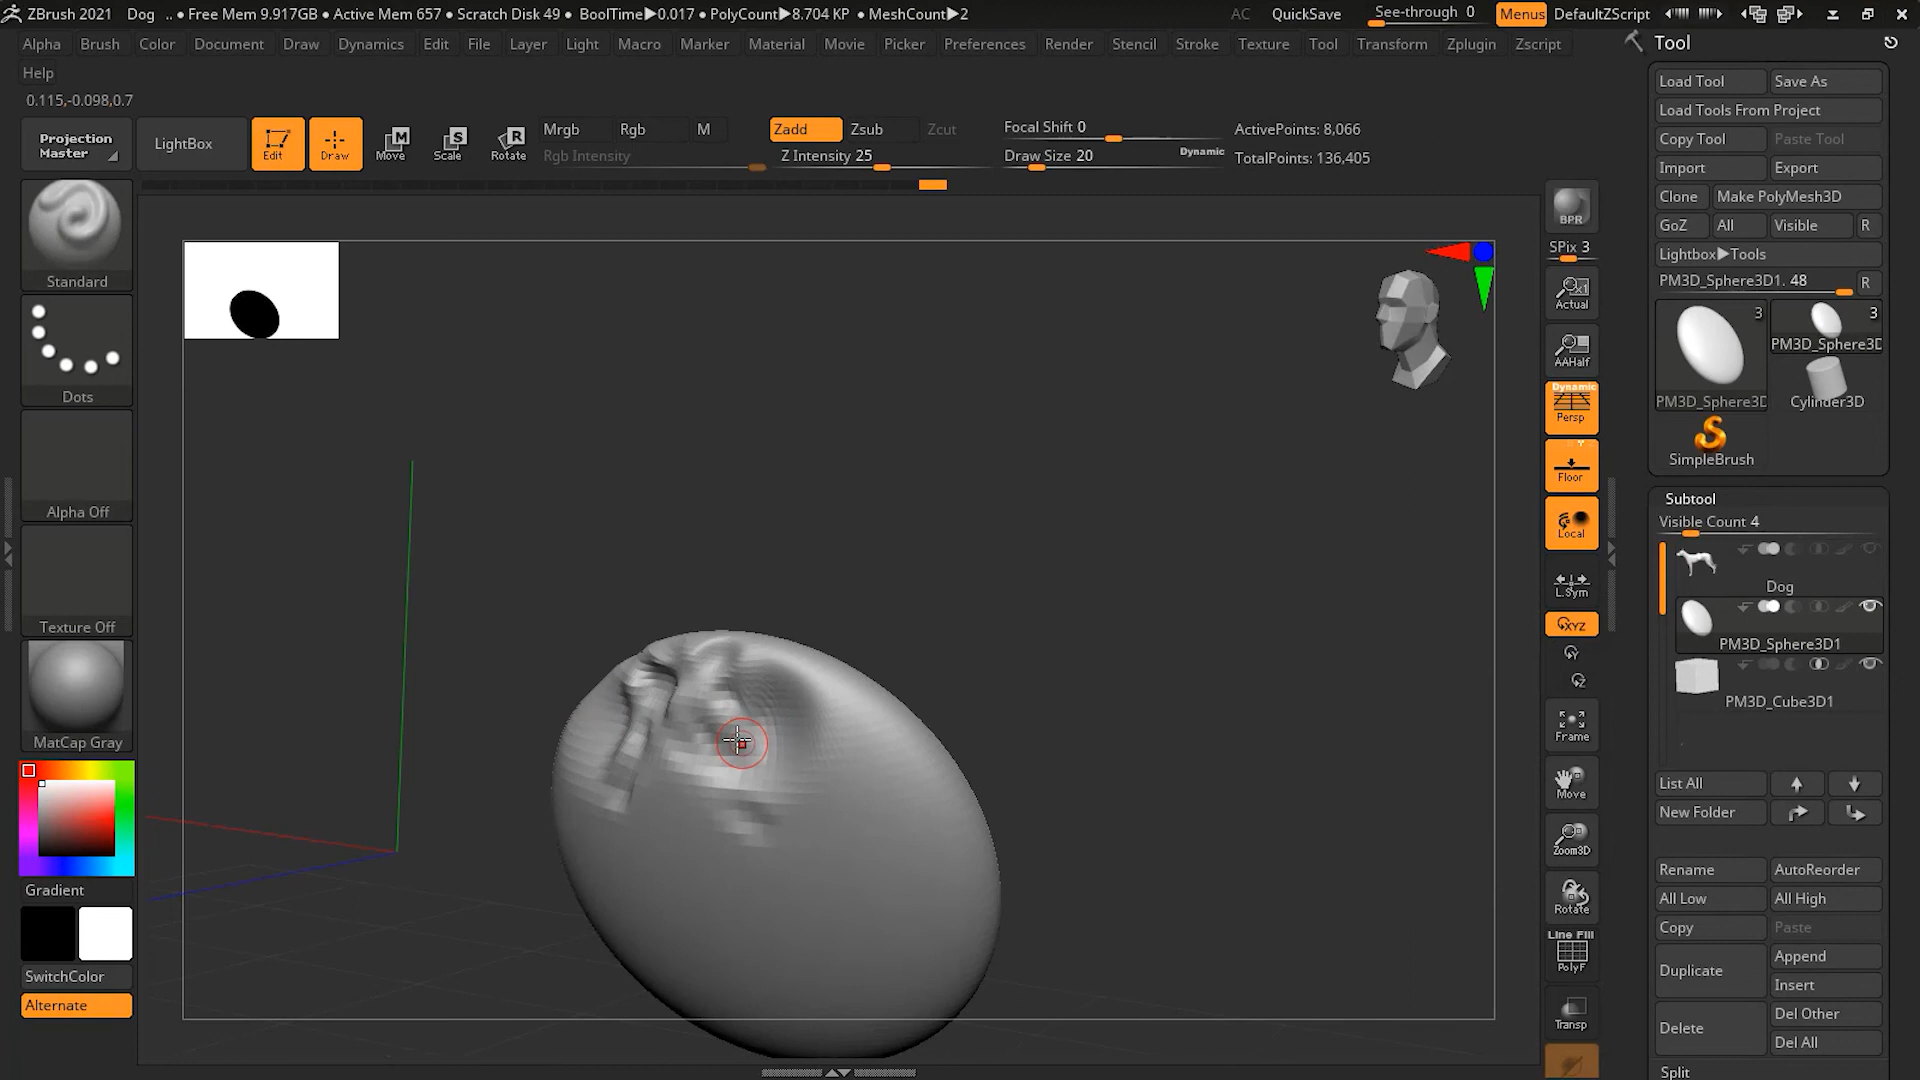 ZBrush 2021 Dog .. ● Free Mem 9.917GB ● Active Mem 657 ● Scratch Disk 49 ● BoolTime▶0.017 ● PolyCount▶8.704 KP ● MeshCount▶2 AC QuickSave See-through 0 Menus DefaultZScript
Alpha Brush Color Document Draw Dynamics Edit File Layer Light Macro Marker Material Movie Picker Preferences Render Stencil Stroke Texture Tool Transform Zplugin Zscript
Help
0.115,-0.098,0.7
Projection Master
LightBox
Edit
Draw
Move
Scale
Rotate
M
S
R
Mrgb Rgb M
Rgb Intensity
Zadd Zsub Zcut
Z Intensity 25
Focal Shift 0
Draw Size 20 Dynamic
ActivePoints: 8,066
TotalPoints: 136,405
Standard
Dots
Alpha Off
Texture Off
MatCap Gray
Gradient
SwitchColor
Alternate
BPR
SPix 3
x1
Actual
AAHalf
Dynamic
Persp
Floor
Local
L.Sym
XYZ
Y
Z
Frame
Move
Zoom3D
Rotate
Line Fill
PolyF
Transp
Tool
Load Tool Save As
Load Tools From Project
Copy Tool Paste Tool
Import Export
Clone Make PolyMesh3D
GoZ All Visible R
Lightbox▶Tools
PM3D_Sphere3D1. 48 R
3 3
PM3D_Sphere3D
PM3D_Sphere3D Cylinder3D
SimpleBrush
Subtool
Visible Count 4
Dog
PM3D_Sphere3D1
PM3D_Cube3D1
List All
New Folder
Rename AutoReorder
All Low All High
Copy Paste
Duplicate Append
Insert
Delete Del Other
Del All
Split